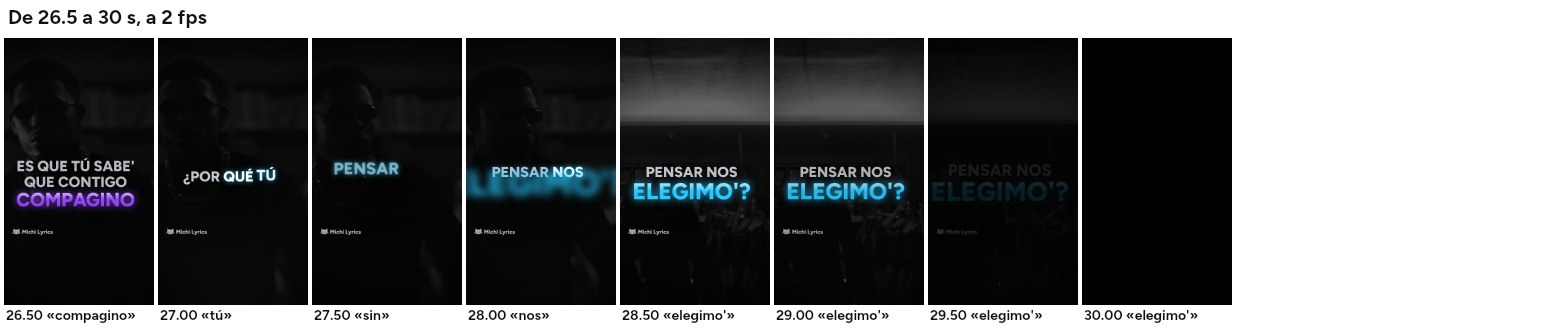 De 26.5 a 30 s, a 2 fps
ES QUE TÚ SABE'
QUE CONTIGO
COMPAGINO
Michi Lyrics
26.50 «compagino»
¿POR QUÉ TÚ
Michi Lyrics
27.00 «tú»
PENSAR
Michi Lyrics
27.50 «sin»
PENSAR NOS
ELEGIMO'?
Michi Lyrics
28.00 «nos»
PENSAR NOS
ELEGIMO'?
Michi Lyrics
28.50 «elegimo'»
PENSAR NOS
ELEGIMO'?
Michi Lyrics
29.00 «elegimo'»
PENSAR NOS
ELEGIMO'?
Michi Lyrics
29.50 «elegimo'»
30.00 «elegimo'»